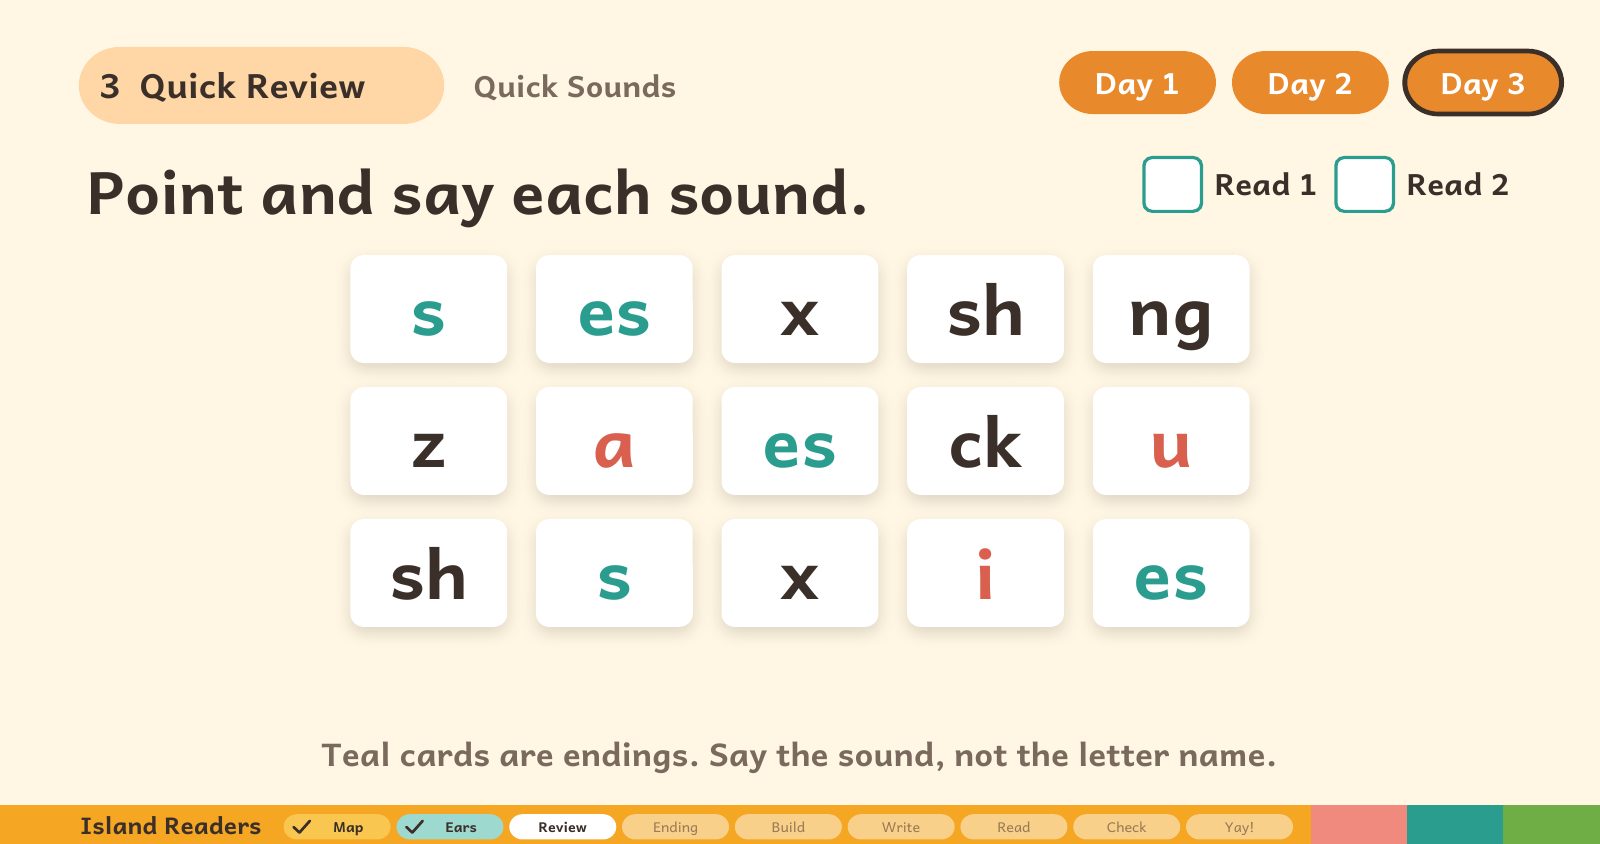 3 Quick Review
Quick Sounds
Day 1
Day 2
Day 3
Point and say each sound.
Read 1
Read 2
s es x sh ng
z a es ck u
sh s x i es
Teal cards are endings. Say the sound, not the letter name.
Island Readers
Map
Ears
Review
Ending
Build
Write
Read
Check
Yay!